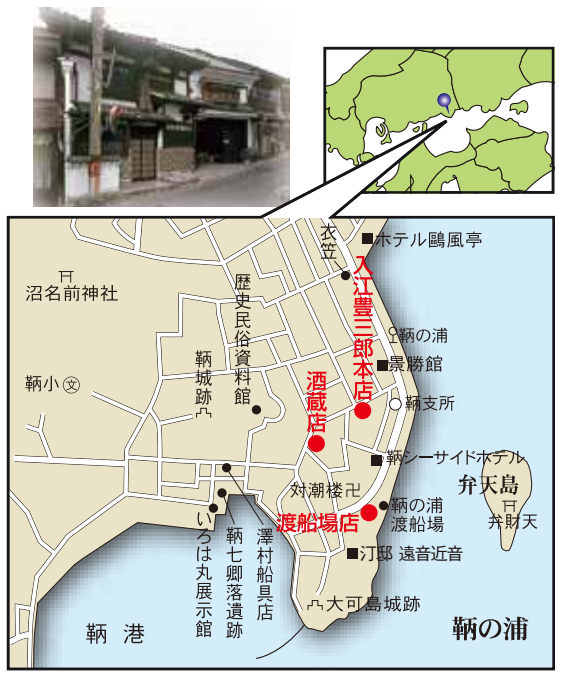 衣笠
ホテル鷗風亭
入江豊三郎本店
沼名前神社
歴史民俗資料館
鞆の浦
景勝館
鞆城跡
鞆小
文
酒蔵店
鞆支所
鞆シーサイドホテル
弁天島
弁財天
対潮楼
渡船場店
鞆の浦
渡船場
汀邸 遠音近音
いろは丸展示館
鞆七卿落遺跡
澤村船具店
大可島城跡
鞆港
鞆の浦